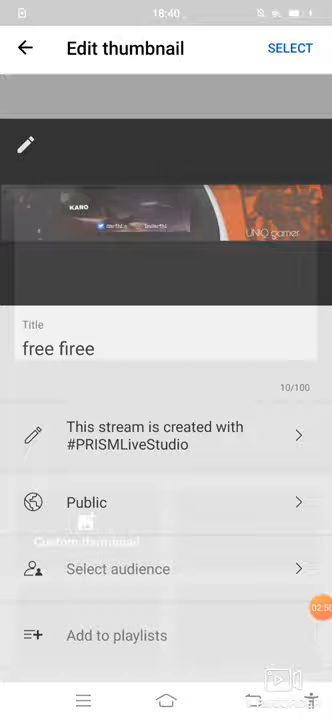 18:40
Edit thumbnail
SELECT
KARO
UNIQ gamer
Title
free firee
10/100
This stream is created with
#PRISMLiveStudio
Public
Custom thumbnail
Select audience
02:50
Add to playlists